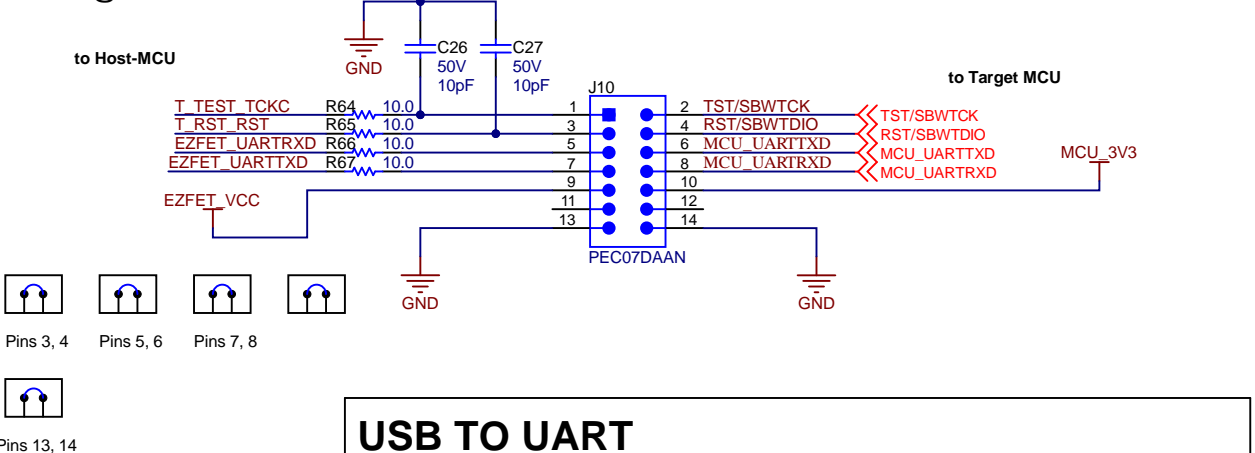 to Host-MCU
GND
C26
50V
10pF
C27
50V
10pF
to Target MCU
J10
T_TEST_TCKC R64 10.0 1 2 TST/SBWTCK TST/SBWTCK
T_RST_RST R65 10.0 3 4 RST/SBWTDIO RST/SBWTDIO
EZFET_UARTRXD R66 10.0 5 6 MCU_UARTTXD MCU_UARTTXD
EZFET_UARTTXD R67 10.0 7 8 MCU_UARTRXD MCU_UARTRXD
MCU_3V3
9 10
EZFET_VCC
11 12
13 14
PEC07DAAN
GND
GND
Pins 3, 4 Pins 5, 6 Pins 7, 8
Pins 13, 14
USB TO UART